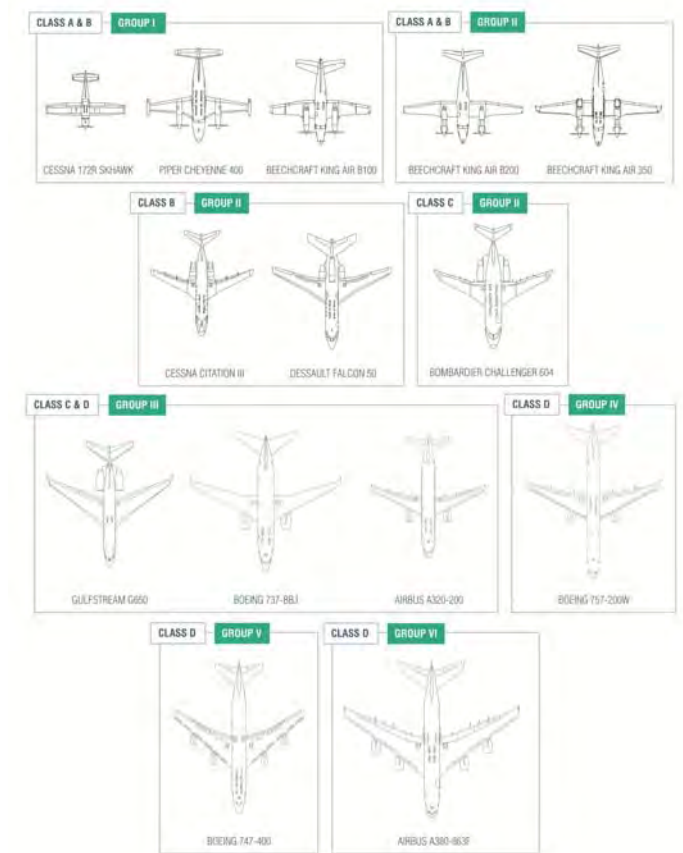 CLASS A & B GROUP I
CESSNA 172R SKHAWK PIPER CHEYENNE 400 BEECHCRAFT KING AIR B100
CLASS A & B GROUP II
BEECHCRAFT KING AIR B200 BEECHCRAFT KING AIR 350
CLASS B GROUP II
CESSNA CITATION III DESSAULT FALCON 50
CLASS C GROUP II
BOMBARDIER CHALLENGER 604
CLASS C & D GROUP III
GULFSTREAM G650 BOEING 737-BBJ AIRBUS A320-200
CLASS D GROUP IV
BOEING 757-200W
CLASS D GROUP V
BOEING 747-400
CLASS D GROUP VI
AIRBUS A380-863F